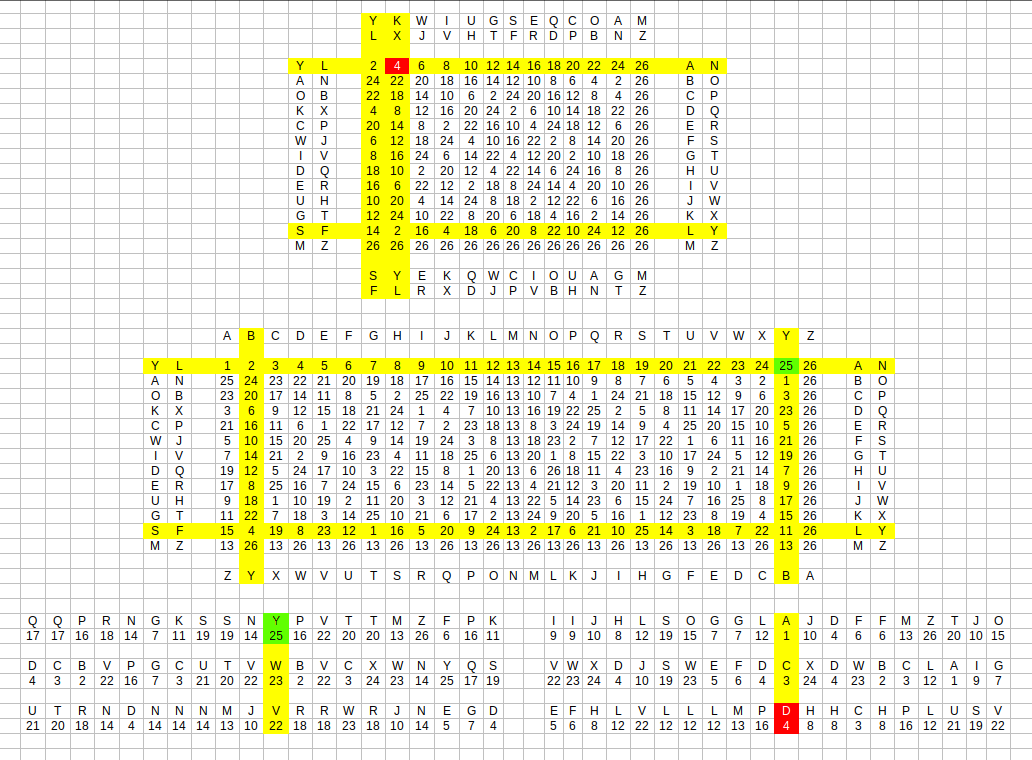 Y K W I U G S E Q C O A M
L X J V H T F R D P B N Z
Y L 2 4 6 8 10 12 14 16 18 20 22 24 26 A N
A N 24 22 20 18 16 14 12 10 8 6 4 2 26 B O
O B 22 18 14 10 6 2 24 20 16 12 8 4 26 C P
K X 4 8 12 16 20 24 2 6 10 14 18 22 26 D Q
C P 20 14 8 2 22 16 10 4 24 18 12 6 26 E R
W J 6 12 18 24 4 10 16 22 2 8 14 20 26 F S
I V 8 16 24 6 14 22 4 12 20 2 10 18 26 G T
D Q 18 10 2 20 12 4 22 14 6 24 16 8 26 H U
E R 16 6 22 12 2 18 8 24 14 4 20 10 26 I V
U H 10 20 4 14 24 8 18 2 12 22 6 16 26 J W
G T 12 24 10 22 8 20 6 18 4 16 2 14 26 K X
S F 14 2 16 4 18 6 20 8 22 10 24 12 26 L Y
M Z 26 26 26 26 26 26 26 26 26 26 26 26 26 M Z
S Y E K Q W C I O U A G M
F L R X D J P V B H N T Z
A B C D E F G H I J K L M N O P Q R S T U V W X Y Z
Y L 1 2 3 4 5 6 7 8 9 10 11 12 13 14 15 16 17 18 19 20 21 22 23 24 25 26 A N
A N 25 24 23 22 21 20 19 18 17 16 15 14 13 12 11 10 9 8 7 6 5 4 3 2 1 26 B O
O B 23 20 17 14 11 8 5 2 25 22 19 16 13 10 7 4 1 24 21 18 15 12 9 6 3 26 C P
K X 3 6 9 12 15 18 21 24 1 4 7 10 13 16 19 22 25 2 5 8 11 14 17 20 23 26 D Q
C P 21 16 11 6 1 22 17 12 7 2 23 18 13 8 3 24 19 14 9 4 25 20 15 10 5 26 E R
W J 5 10 15 20 25 4 9 14 19 24 3 8 13 18 23 2 7 12 17 22 1 6 11 16 21 26 F S
I V 7 14 21 2 9 16 23 4 11 18 25 6 13 20 1 8 15 22 3 10 17 24 5 12 19 26 G T
D Q 19 12 5 24 17 10 3 22 15 8 1 20 13 6 26 18 11 4 23 16 9 2 21 14 7 26 H U
E R 17 8 25 16 7 24 15 6 23 14 5 22 13 4 21 12 3 20 11 2 19 10 1 18 9 26 I V
U H 9 18 1 10 19 2 11 20 3 12 21 4 13 22 5 14 23 6 15 24 7 16 25 8 17 26 J W
G T 11 22 7 18 3 14 25 10 21 6 17 2 13 24 9 20 5 16 1 12 23 8 19 4 15 26 K X
S F 15 4 19 8 23 12 1 16 5 20 9 24 13 2 17 6 21 10 25 14 3 18 7 22 11 26 L Y
M Z 13 26 13 26 13 26 13 26 13 26 13 26 13 26 13 26 13 26 13 26 13 26 13 26 13 26 M Z
Z Y X W V U T S R Q P O N M L K J I H G F E D C B A
Q Q P R N G K S S N Y P V T T M Z F P K I I J H L S O G G L A J D F F M Z T J O
17 17 16 18 14 7 11 19 19 14 25 16 22 20 20 13 26 6 16 11 9 9 10 8 12 19 15 7 7 12 1 10 4 6 6 13 26 20 10 15
D C B V P G C U T V W B V C X W N Y Q S V W X D J S W E F D C X D W B C L A I G
4 3 2 22 16 7 3 21 20 22 23 2 22 3 24 23 14 25 17 19 22 23 24 4 10 19 23 5 6 4 3 24 4 23 2 3 12 1 9 7
U T R N D N N N M J V R R W R J N E G D E F H L V L L L M P D H H C H P L U S V
21 20 18 14 4 14 14 14 13 10 22 18 18 23 18 10 14 5 7 4 5 6 8 12 22 12 12 12 13 16 4 8 8 3 8 16 12 21 19 22